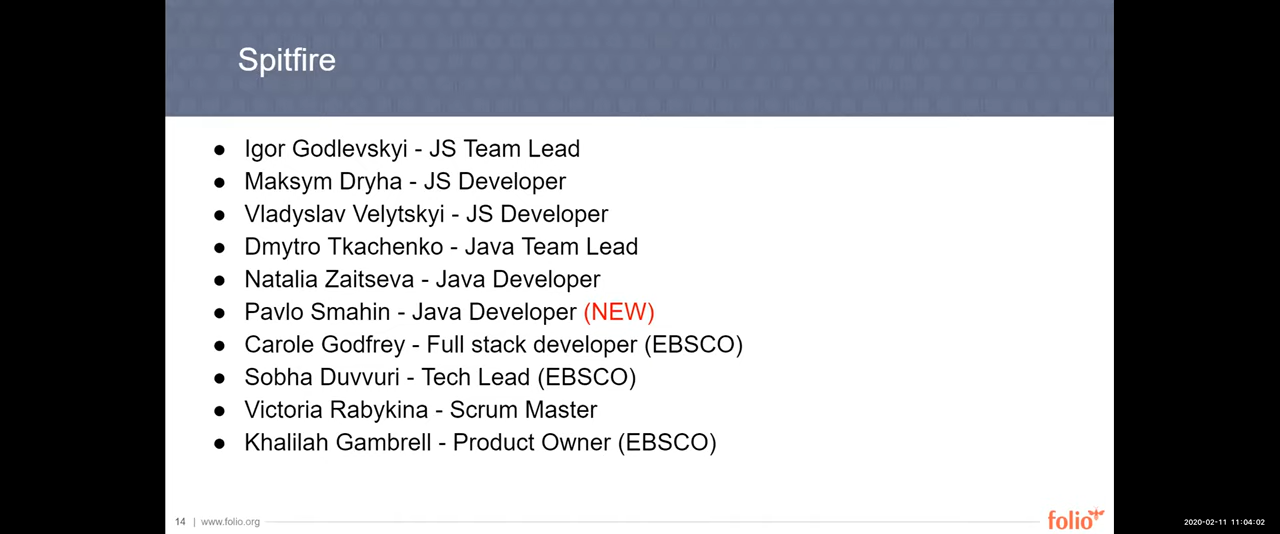 Spitfire
● Igor Godlevskyi - JS Team Lead
● Maksym Dryha - JS Developer
● Vladyslav Velytskyi - JS Developer
● Dmytro Tkachenko - Java Team Lead
● Natalia Zaitseva - Java Developer
● Pavlo Smahin - Java Developer (NEW)
● Carole Godfrey - Full stack developer (EBSCO)
● Sobha Duvvuri - Tech Lead (EBSCO)
● Victoria Rabykina - Scrum Master
● Khalilah Gambrell - Product Owner (EBSCO)
14 | www.folio.org
folio
2020-02-11 11:04:02